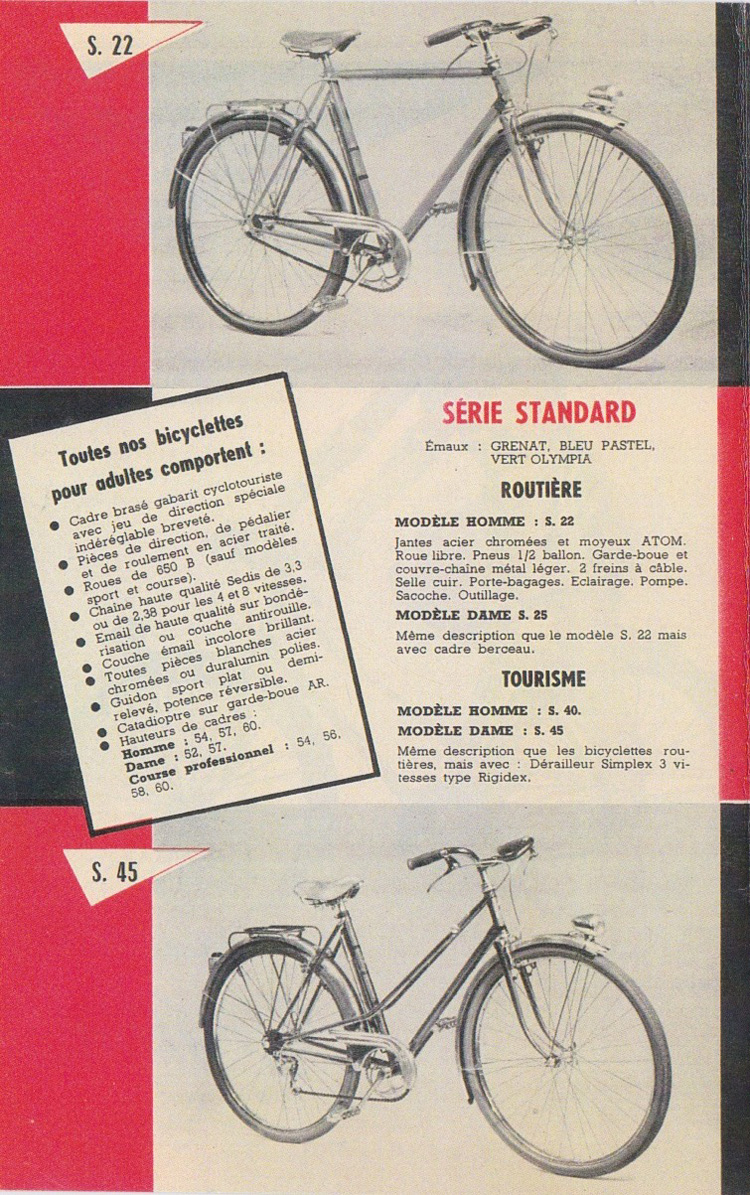 S. 22
Toutes nos bicyclettes
pour adultes comportent :
● Cadre brasé gabarit cyclotouriste
avec jeu de direction spéciale
indéréglable breveté.
● Pièces de direction, de pédalier
et de roulement en acier traité.
● Roues de 650 B (sauf modèles
sport et course).
● Chaîne haute qualité Sedis de 3,3
ou de 2,38 pour les 4 et 8 vitesses.
● Email de haute qualité sur bondé-
risation ou couche antirouille.
● Couche émail incolore brillant.
● Toutes pièces blanches acier
chromées ou duralumin polies.
● Guidon sport plat ou demi-
relevé, potence réversible.
● Catadioptre sur garde-boue AR.
● Hauteurs de cadres :
Homme : 54, 57, 60.
Dame : 52, 57.
Course professionnel : 54, 56,
58, 60.
SÉRIE STANDARD
Émaux : GRENAT, BLEU PASTEL,
VERT OLYMPIA
ROUTIÈRE
MODÈLE HOMME : S. 22
Jantes acier chromées et moyeux ATOM.
Roue libre. Pneus 1/2 ballon. Garde-boue et
couvre-chaîne métal léger. 2 freins à câble.
Selle cuir. Porte-bagages. Eclairage. Pompe.
Sacoche. Outillage.
MODÈLE DAME S. 25
Même description que le modèle S. 22 mais
avec cadre berceau.
TOURISME
MODÈLE HOMME : S. 40.
MODÈLE DAME : S. 45
Même description que les bicyclettes rou-
tières, mais avec : Dérailleur Simplex 3 vi-
tesses type Rigidex.
S. 45